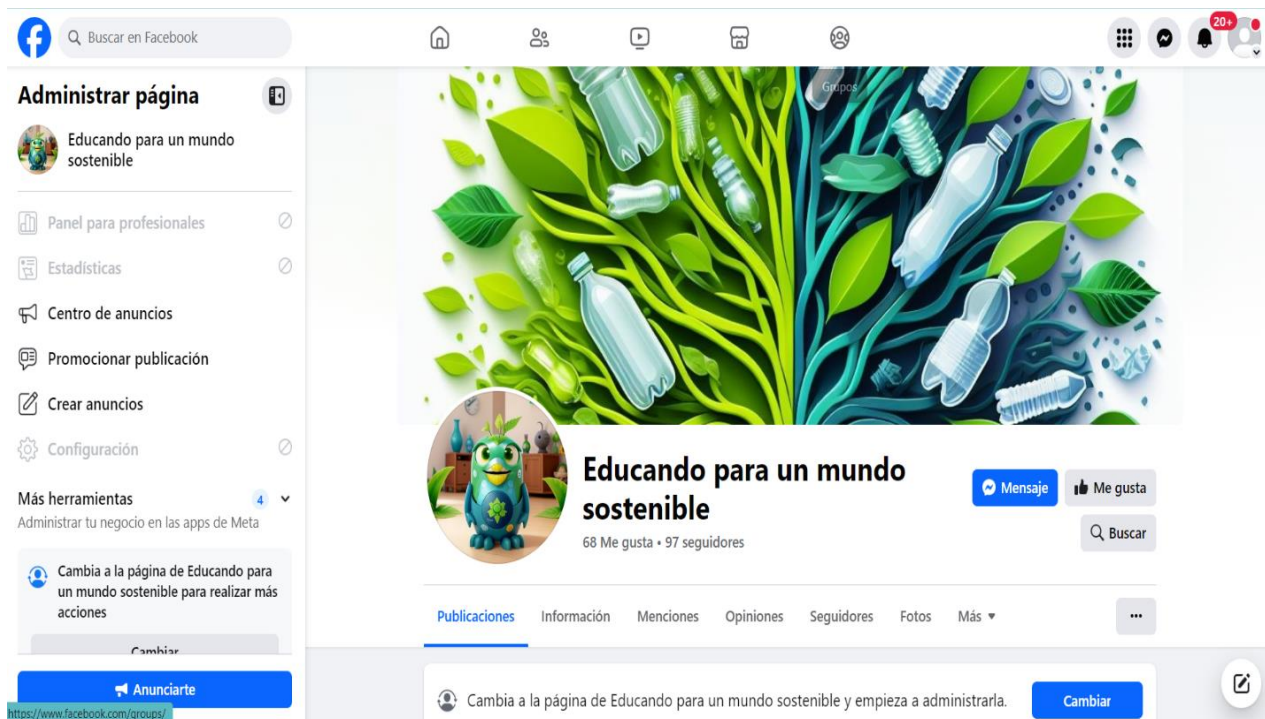 Buscar en Facebook
20+
Administrar página
Educando para un mundo
sostenible
Panel para profesionales
Estadísticas
Centro de anuncios
Promocionar publicación
Crear anuncios
Configuración
Más herramientas
4
Administrar tu negocio en las apps de Meta
Cambia a la página de Educando para
un mundo sostenible para realizar más
acciones
Cambiar
Anunciarte
https://www.facebook.com/groups/
Grupos
Educando para un mundo
sostenible
68 Me gusta • 97 seguidores
Mensaje
Me gusta
Buscar
Publicaciones Información Menciones Opiniones Seguidores Fotos Más
Cambia a la página de Educando para un mundo sostenible y empieza a administrarla.
Cambiar